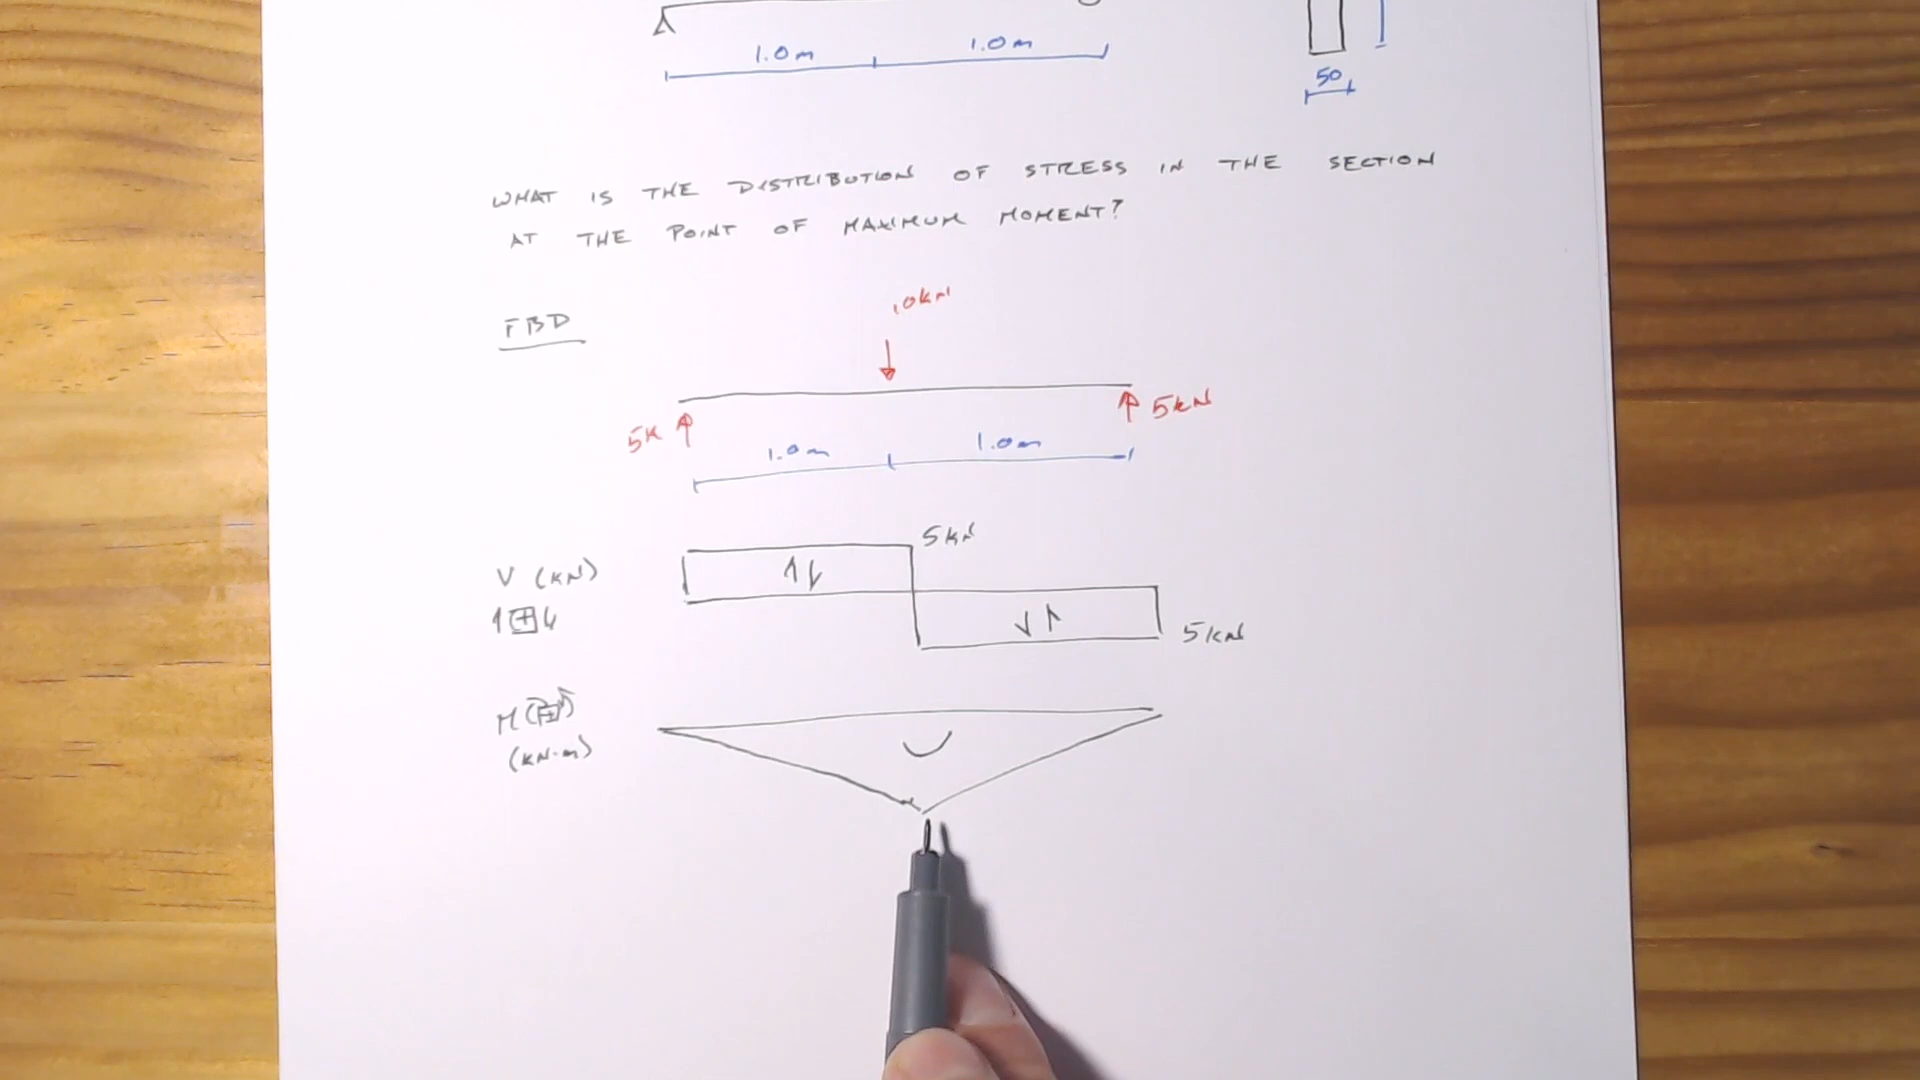 1.0m 1.0m
50
WHAT IS THE DISTRIBUTION OF STRESS IN THE SECTION
AT THE POINT OF MAXIMUM MOMENT?
FBD
10kN
5k 5kN
1.0m 1.0m
5kN
V (kN)
+
5kN
M (+)
(kN·m)